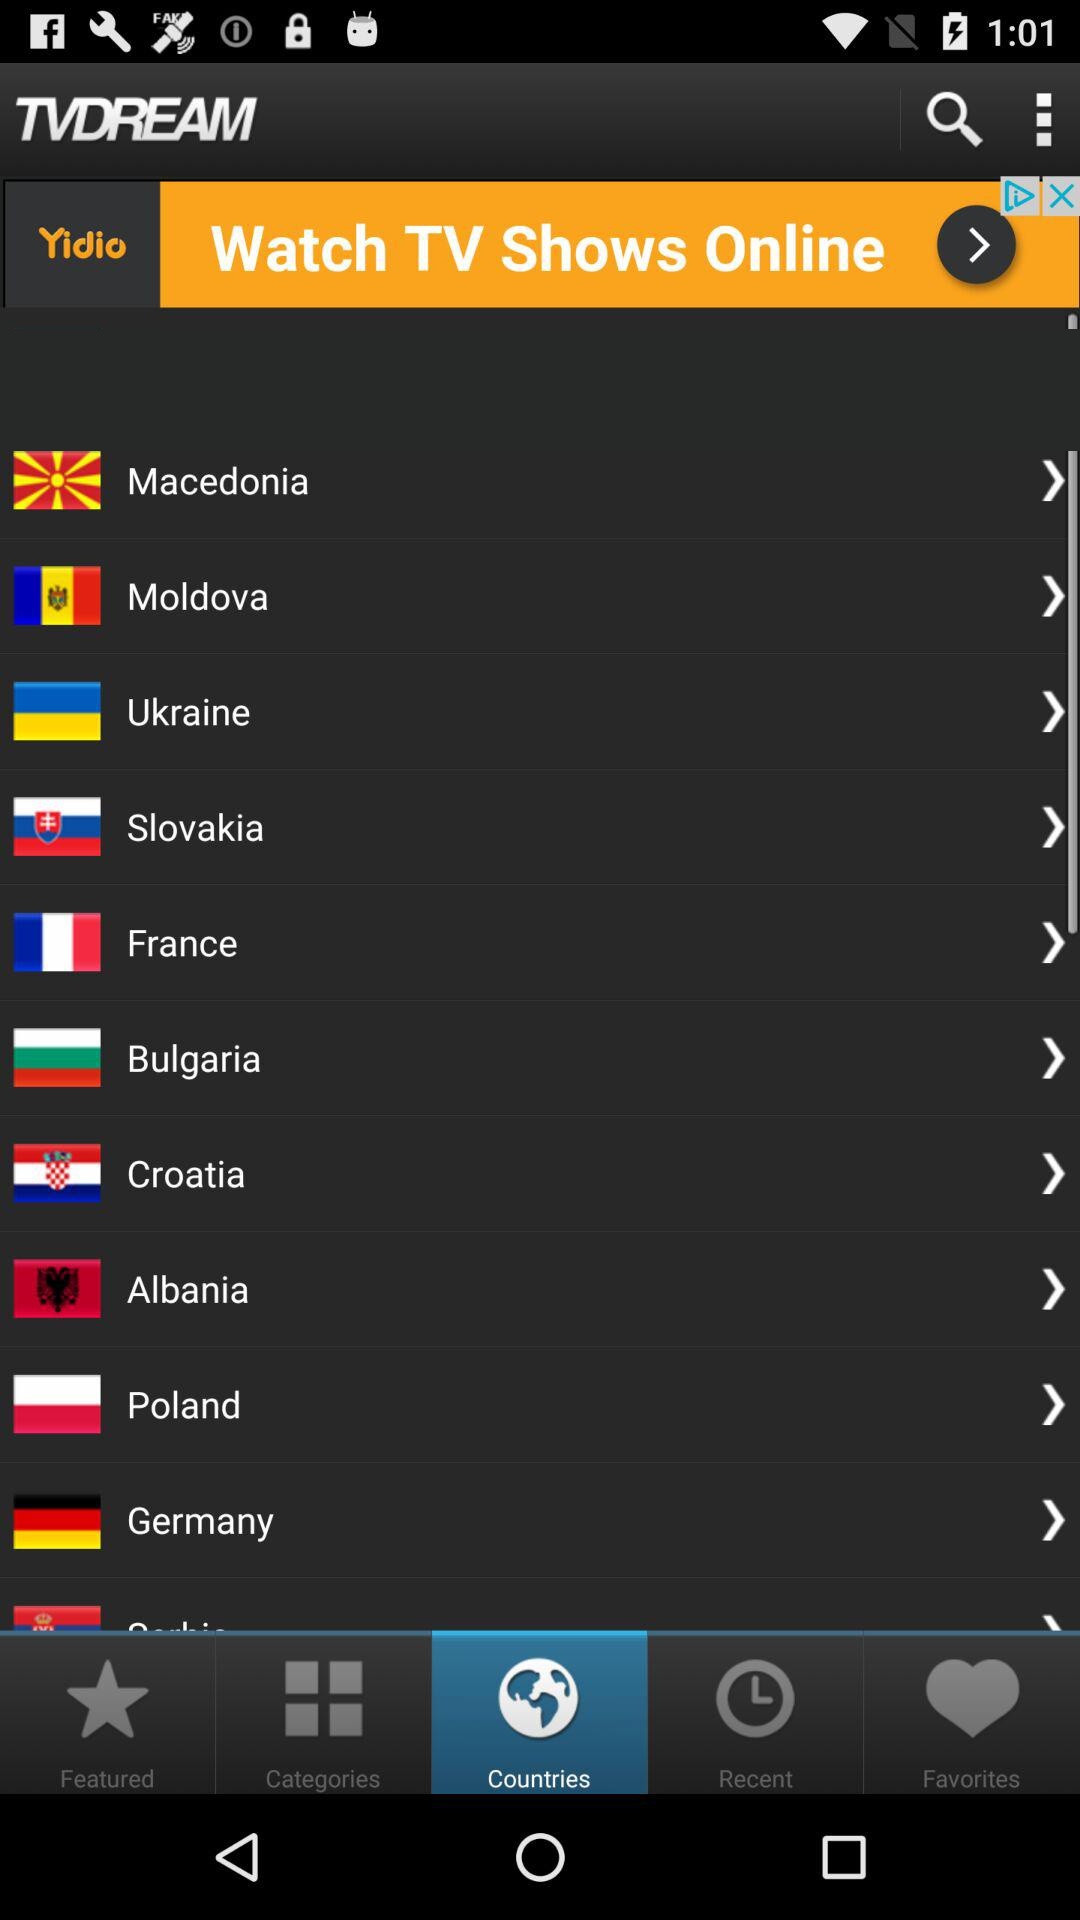 FAKE
1:01
TVDREAM
Yidio
Watch TV Shows Online
Macedonia
Moldova
Ukraine
Slovakia
France
Bulgaria
Croatia
Albania
Poland
Germany
Featured
Categories
Countries
Recent
Favorites